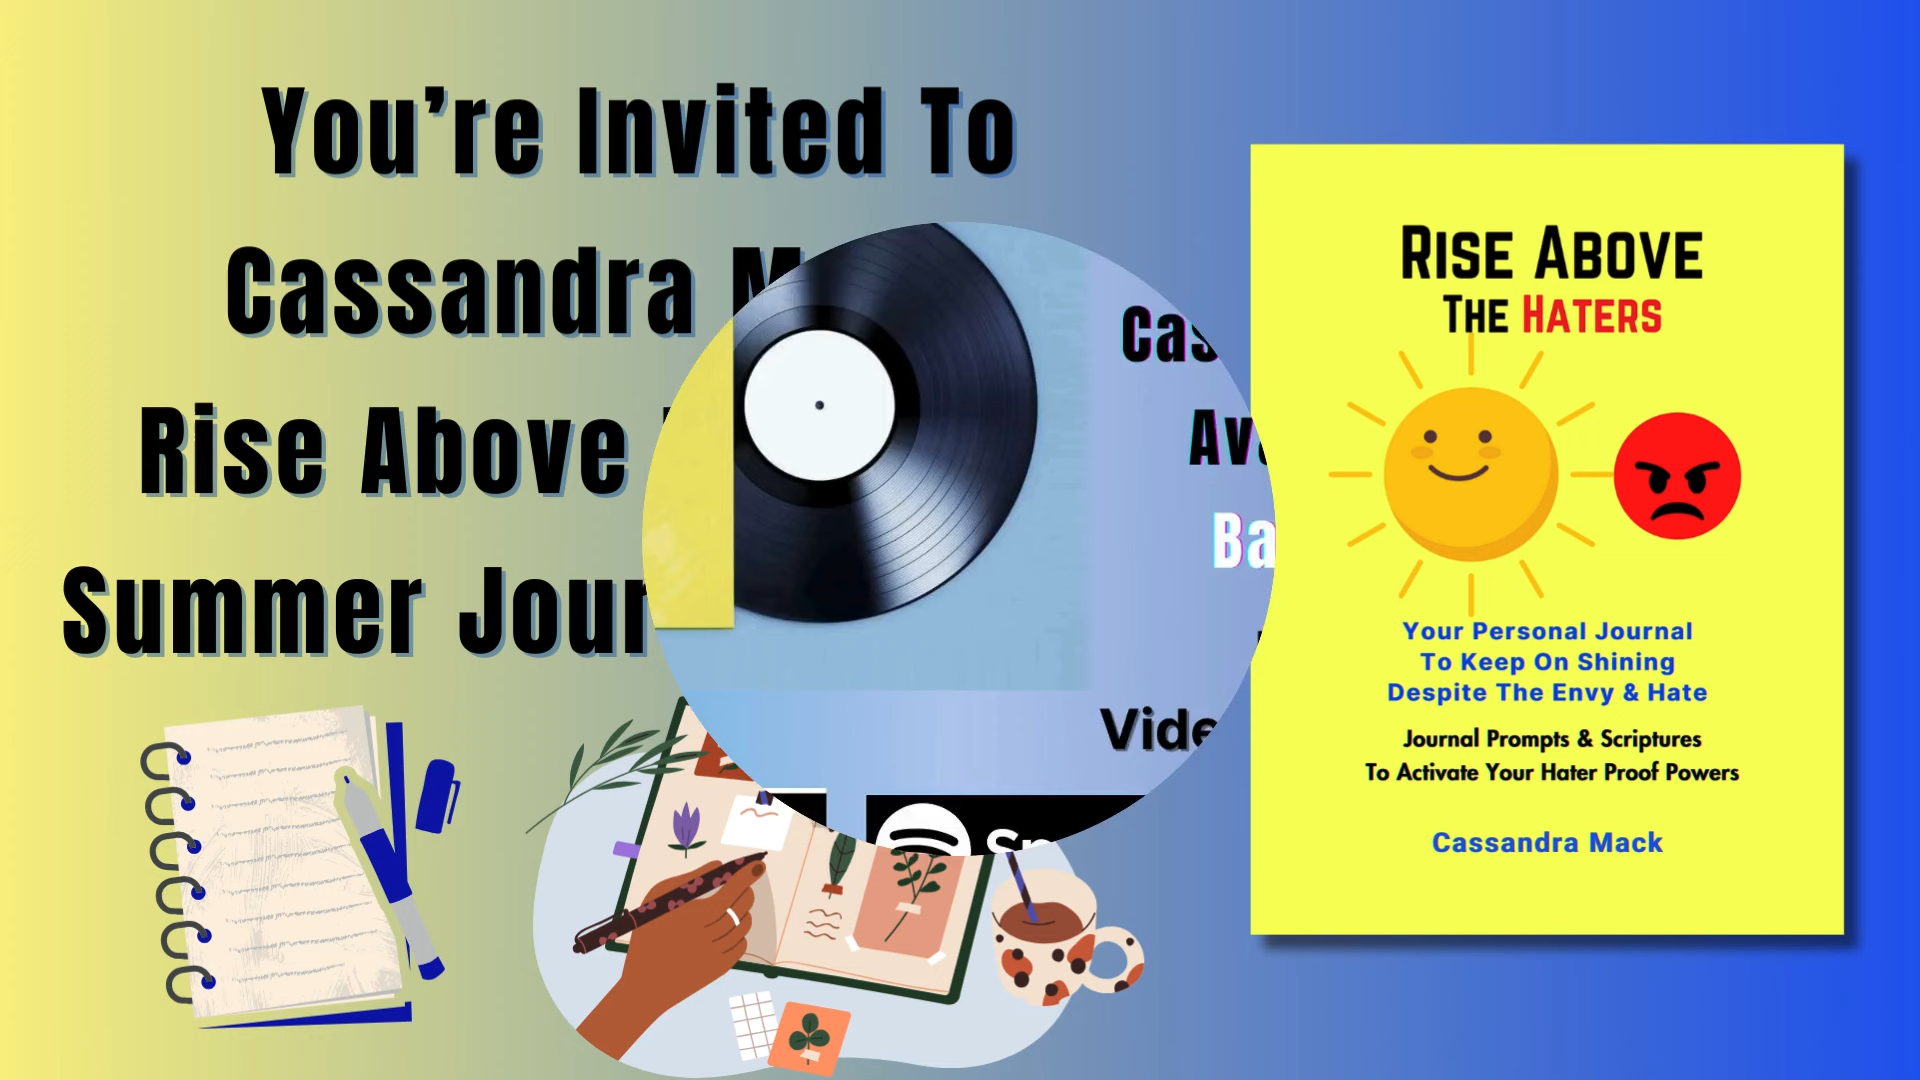 You're Invited To
Cassandra
Rise Above
Summer
RISE ABOVE
THE HATERS
Your Personal Journal
To Keep On Shining
Despite The Envy & Hate
Journal Prompts & Scriptures
To Activate Your Hater Proof Powers
Cassandra Mack